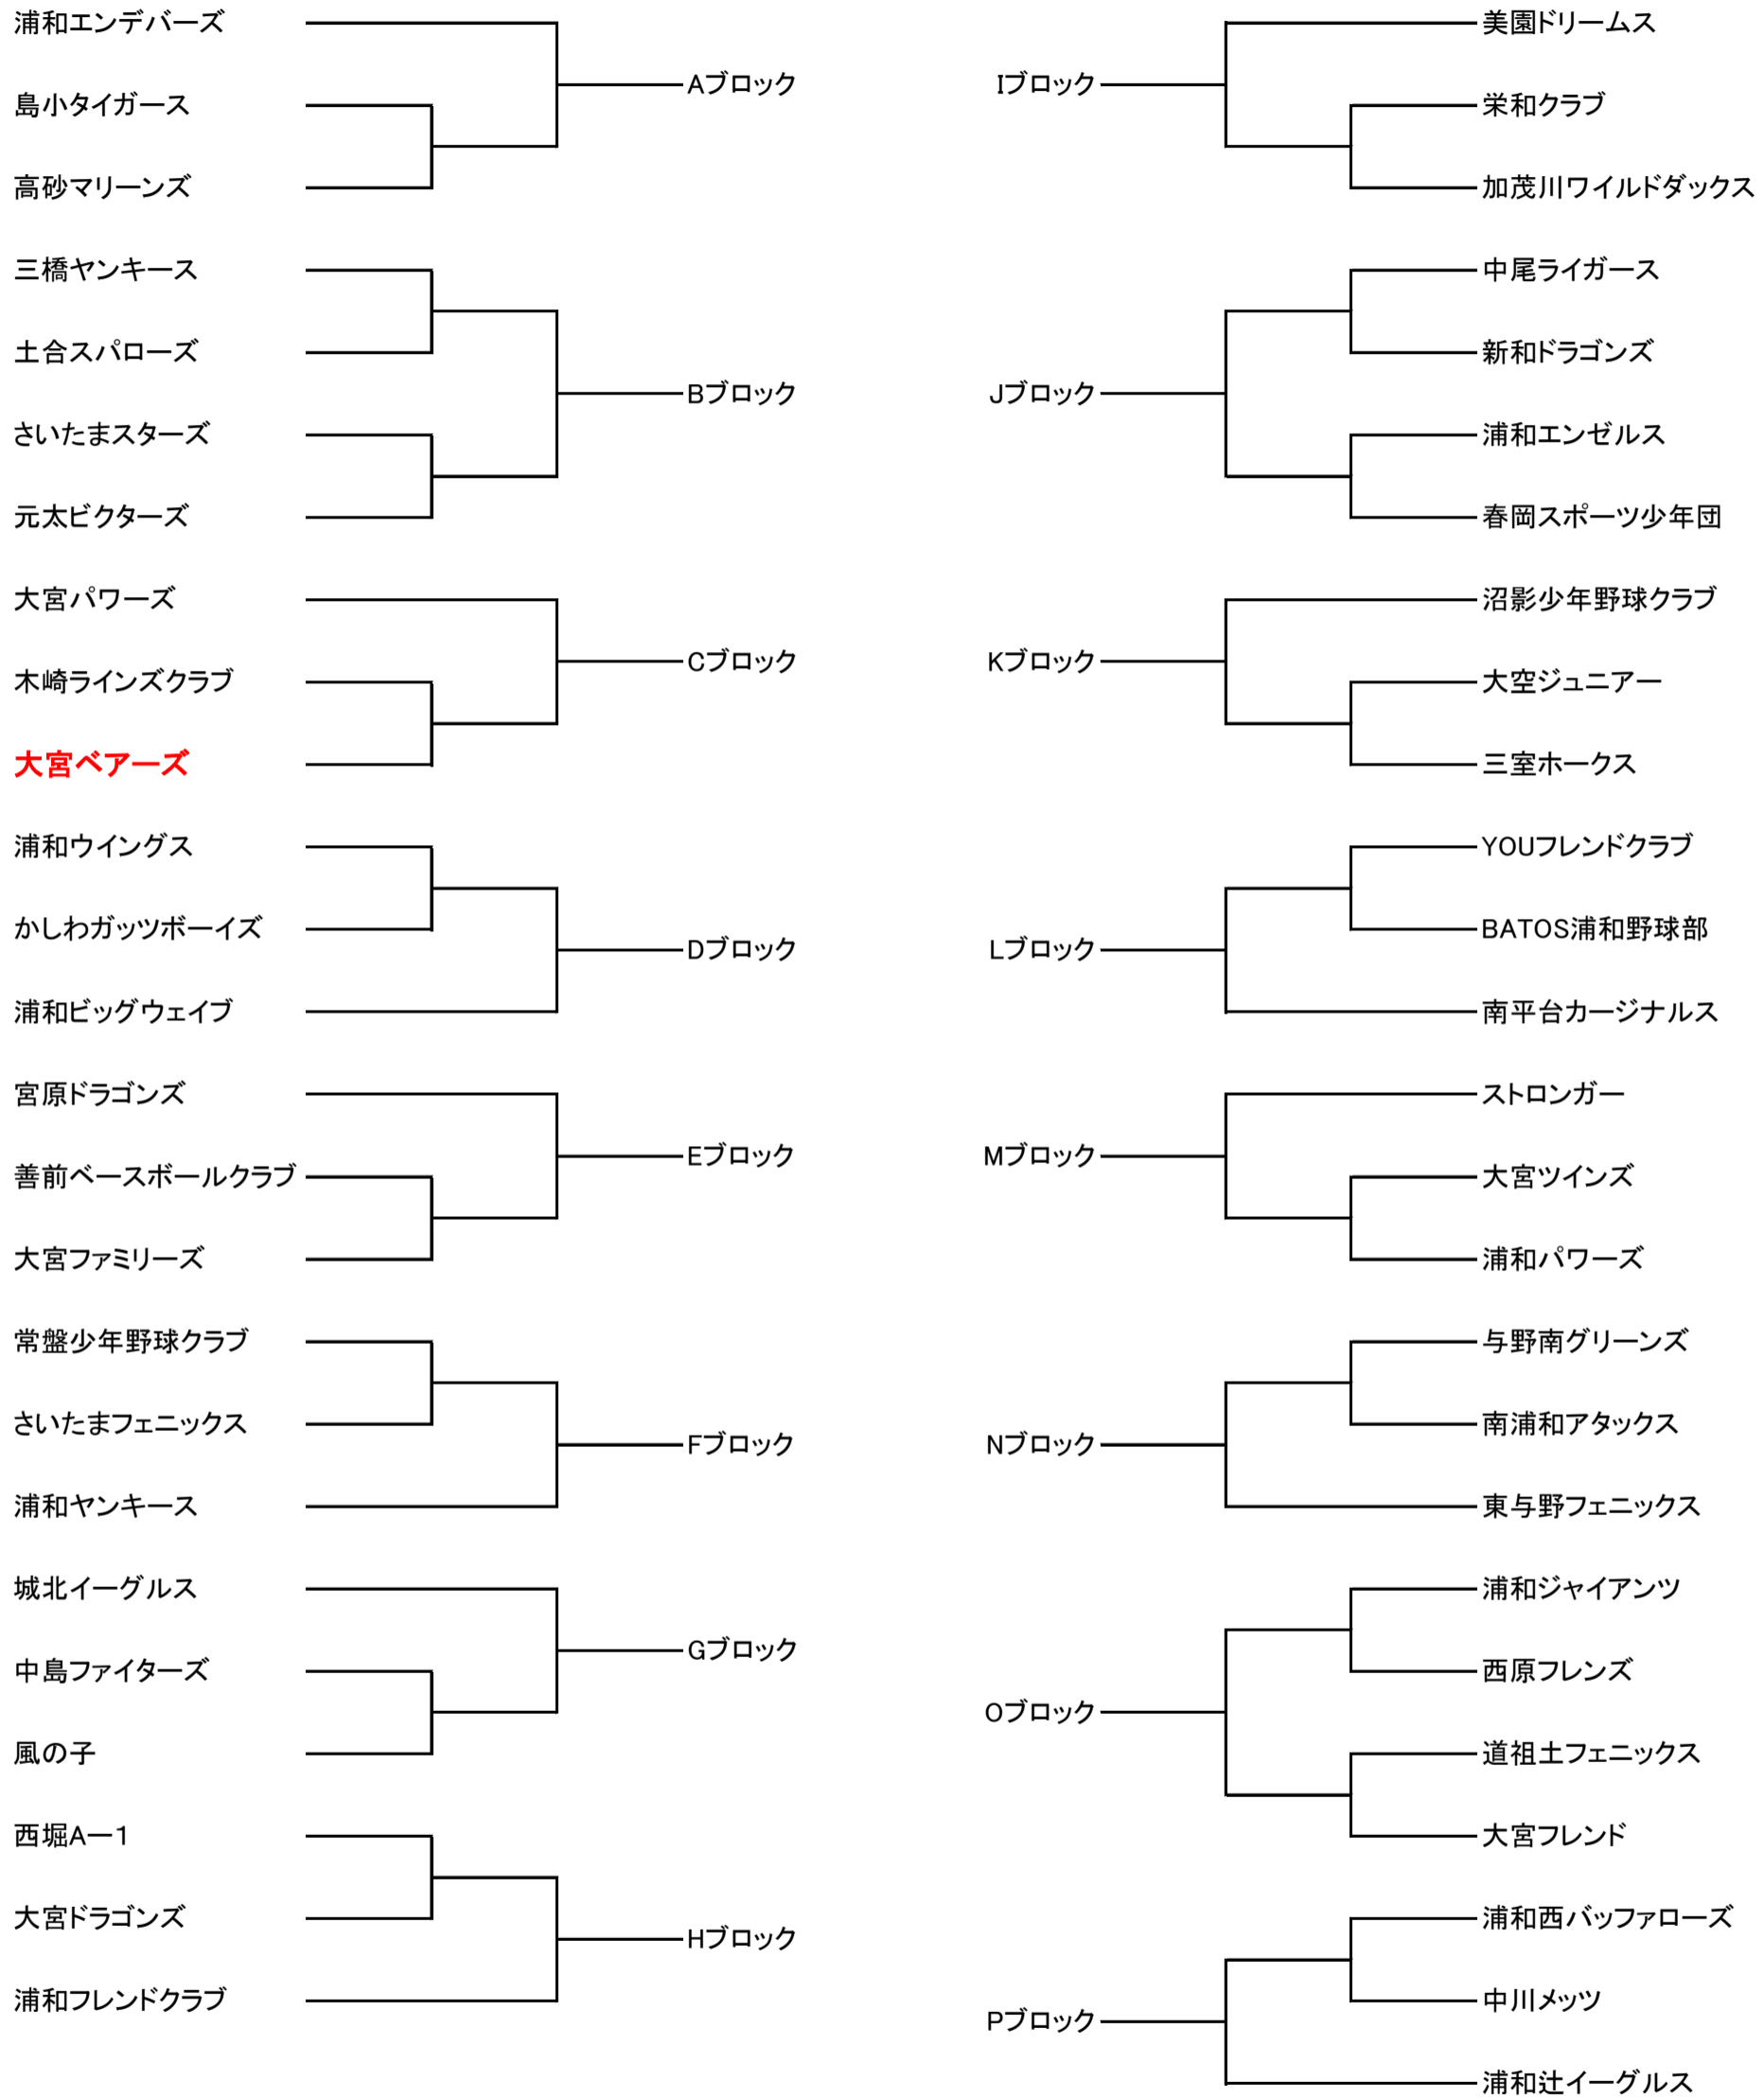 浦和エンデバーズ
島小タイガース
高砂マリーンズ
Aブロック
三橋ヤンキース
土合スパローズ
さいたまスターズ
元太ビクターズ
Bブロック
大宮パワーズ
木崎ラインズクラブ
大宮ベアーズ
Cブロック
浦和ウイングス
かしわガッツボーイズ
浦和ビッグウェイブ
Dブロック
宮原ドラゴンズ
善前ベースボールクラブ
大宮ファミリーズ
Eブロック
常盤少年野球クラブ
さいたまフェニックス
浦和ヤンキース
Fブロック
城北イーグルス
中島ファイターズ
風の子
Gブロック
西堀Aー1
大宮ドラゴンズ
浦和フレンドクラブ
Hブロック
Iブロック
美園ドリームス
栄和クラブ
加茂川ワイルドダックス
Jブロック
中尾ライガース
新和ドラゴンズ
浦和エンゼルス
春岡スポーツ少年団
Kブロック
沼影少年野球クラブ
大空ジュニアー
三室ホークス
Lブロック
YOUフレンドクラブ
BATOS浦和野球部
南平台カージナルス
Mブロック
ストロンガー
大宮ツインズ
浦和パワーズ
Nブロック
与野南グリーンズ
南浦和アタックス
東与野フェニックス
Oブロック
浦和ジャイアンツ
西原フレンズ
道祖土フェニックス
大宮フレンド
Pブロック
浦和西バッファローズ
中川メッツ
浦和辻イーグルス